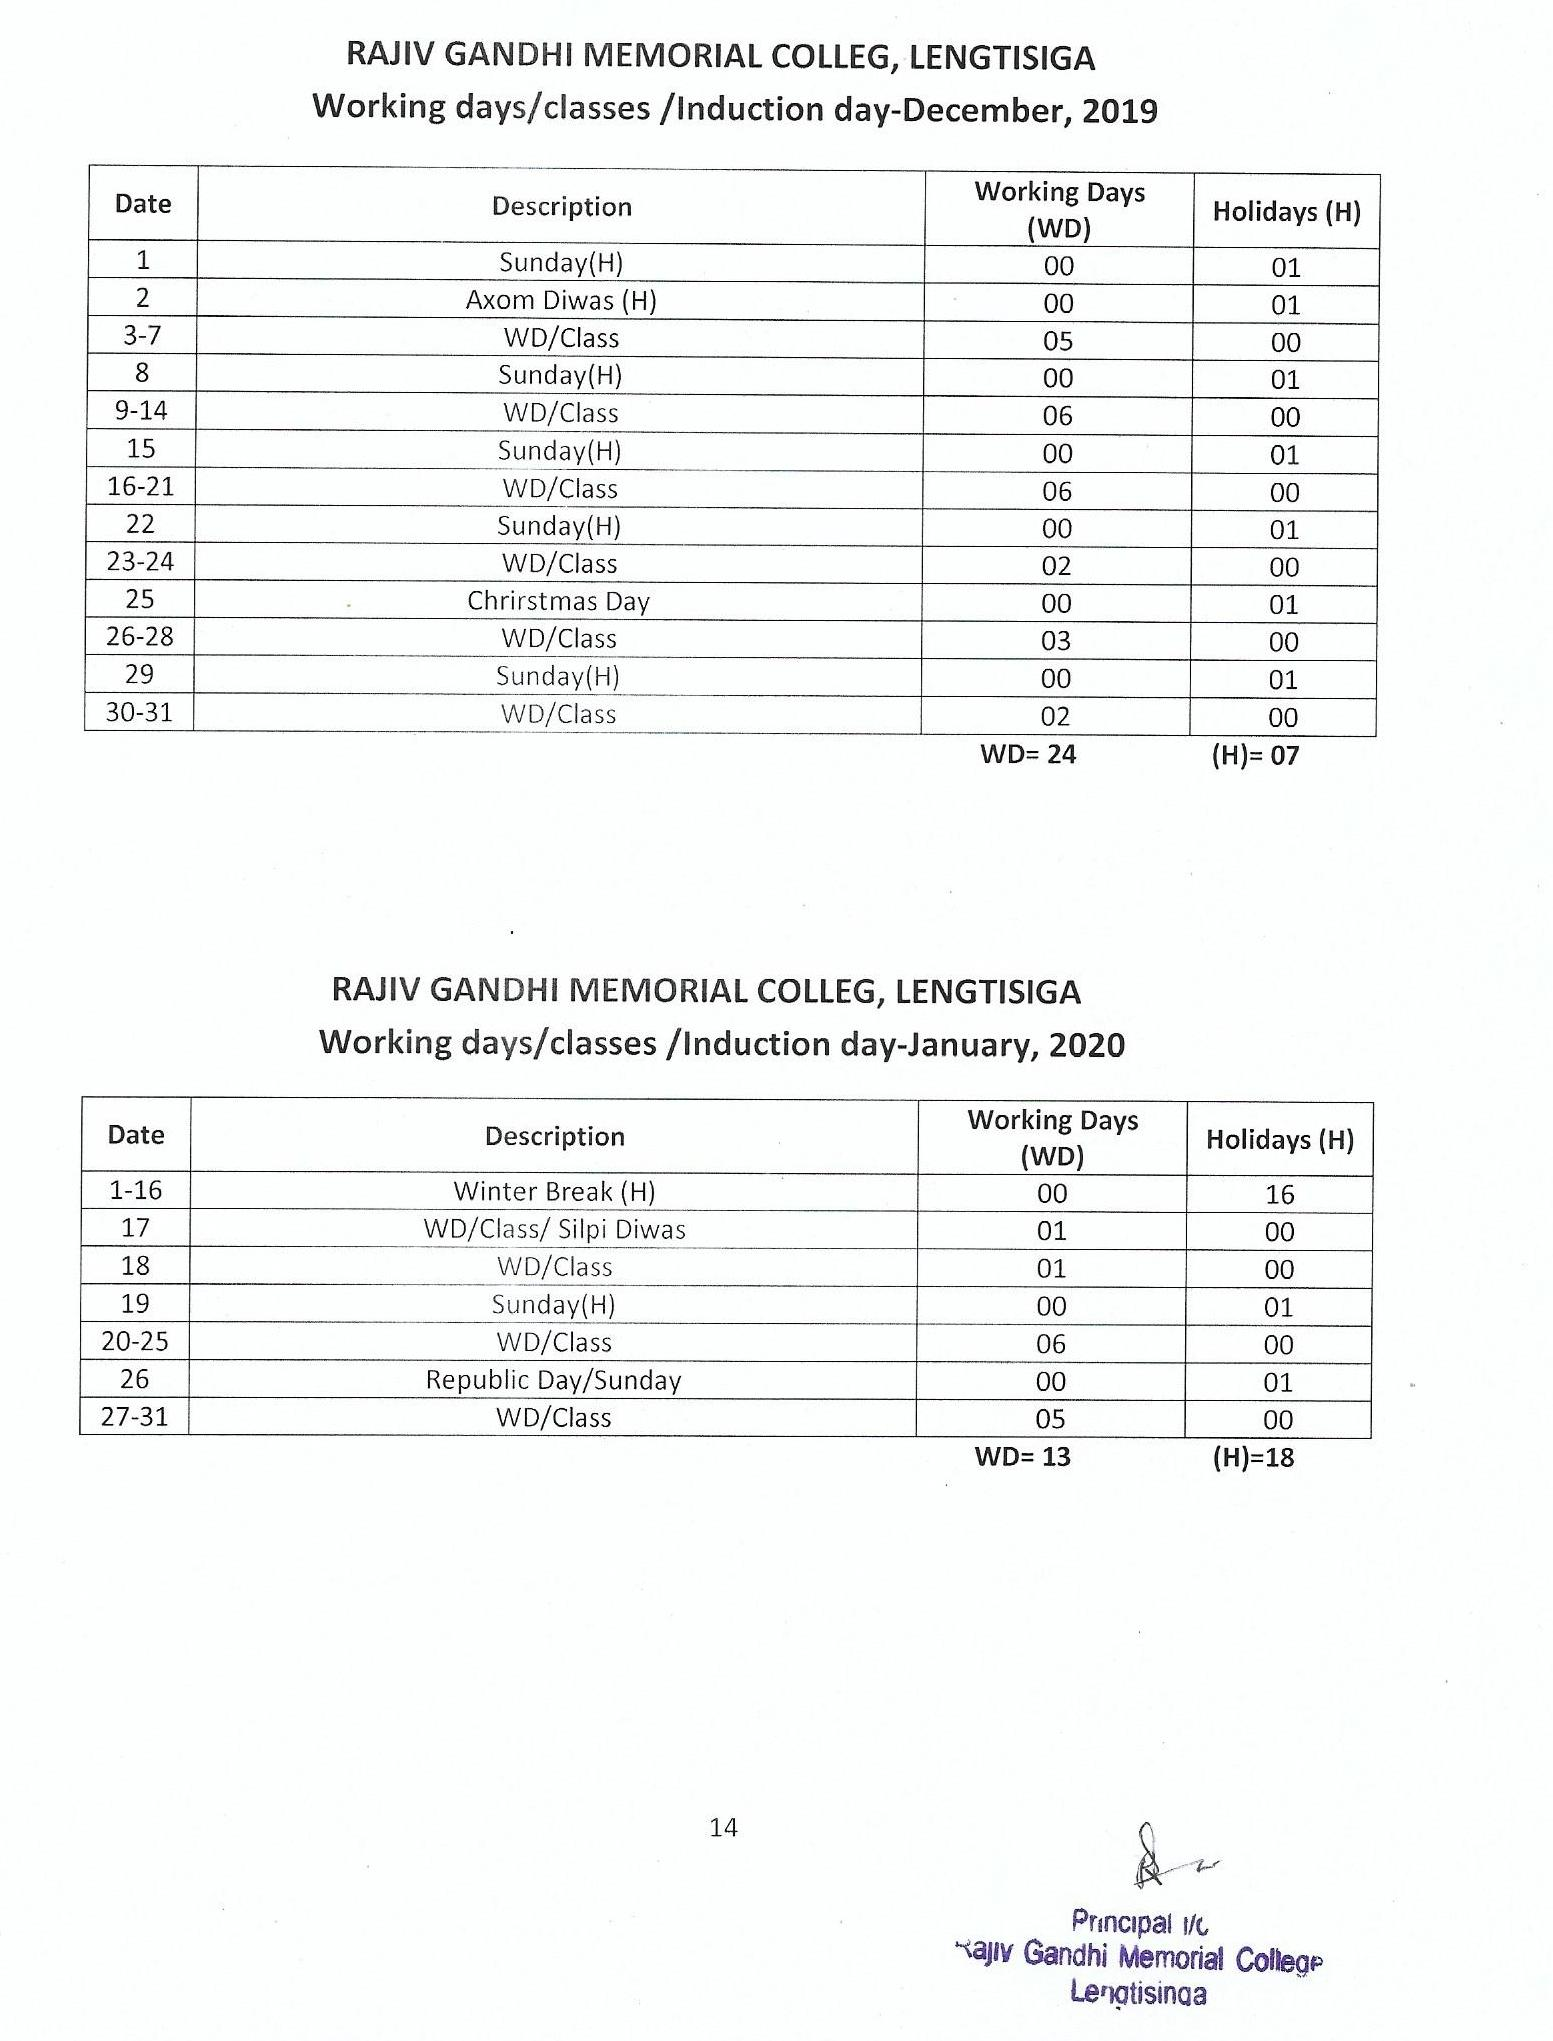 RAJIV GANDHI MEMORIAL COLLEG, LENGTISIGA
Working days/classes /Induction day-December, 2019
Date Description Working Days (WD) Holidays (H)
1 Sunday(H) 00 01
2 Axom Diwas (H) 00 01
3-7 WD/Class 05 00
8 Sunday(H) 00 01
9-14 WD/Class 06 00
15 Sunday(H) 00 01
16-21 WD/Class 06 00
22 Sunday(H) 00 01
23-24 WD/Class 02 00
25 Chrirstmas Day 00 01
26-28 WD/Class 03 00
29 Sunday(H) 00 01
30-31 WD/Class 02 00
WD= 24 (H)= 07
RAJIV GANDHI MEMORIAL COLLEG, LENGTISIGA
Working days/classes /Induction day-January, 2020
Date Description Working Days (WD) Holidays (H)
1-16 Winter Break (H) 00 16
17 WD/Class/ Silpi Diwas 01 00
18 WD/Class 01 00
19 Sunday(H) 00 01
20-25 WD/Class 06 00
26 Republic Day/Sunday 00 01
27-31 WD/Class 05 00
WD= 13 (H)=18
14
Principal I/C
Rajiv Gandhi Memorial College
Lengtisinga